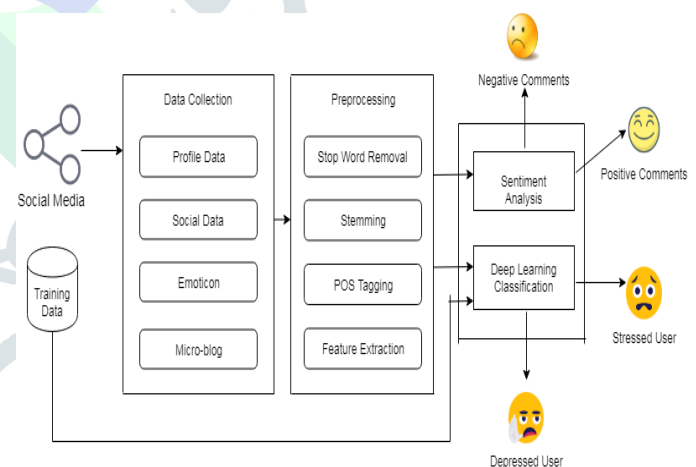 Social Media
Training
Data
Data Collection
Profile Data
Social Data
Emoticon
Micro-blog
Preprocessing
Stop Word Removal
Stemming
POS Tagging
Feature Extraction
Negative Comments
Sentiment
Analysis
Positive Comments
Deep Learning
Classification
Stressed User
Depressed User